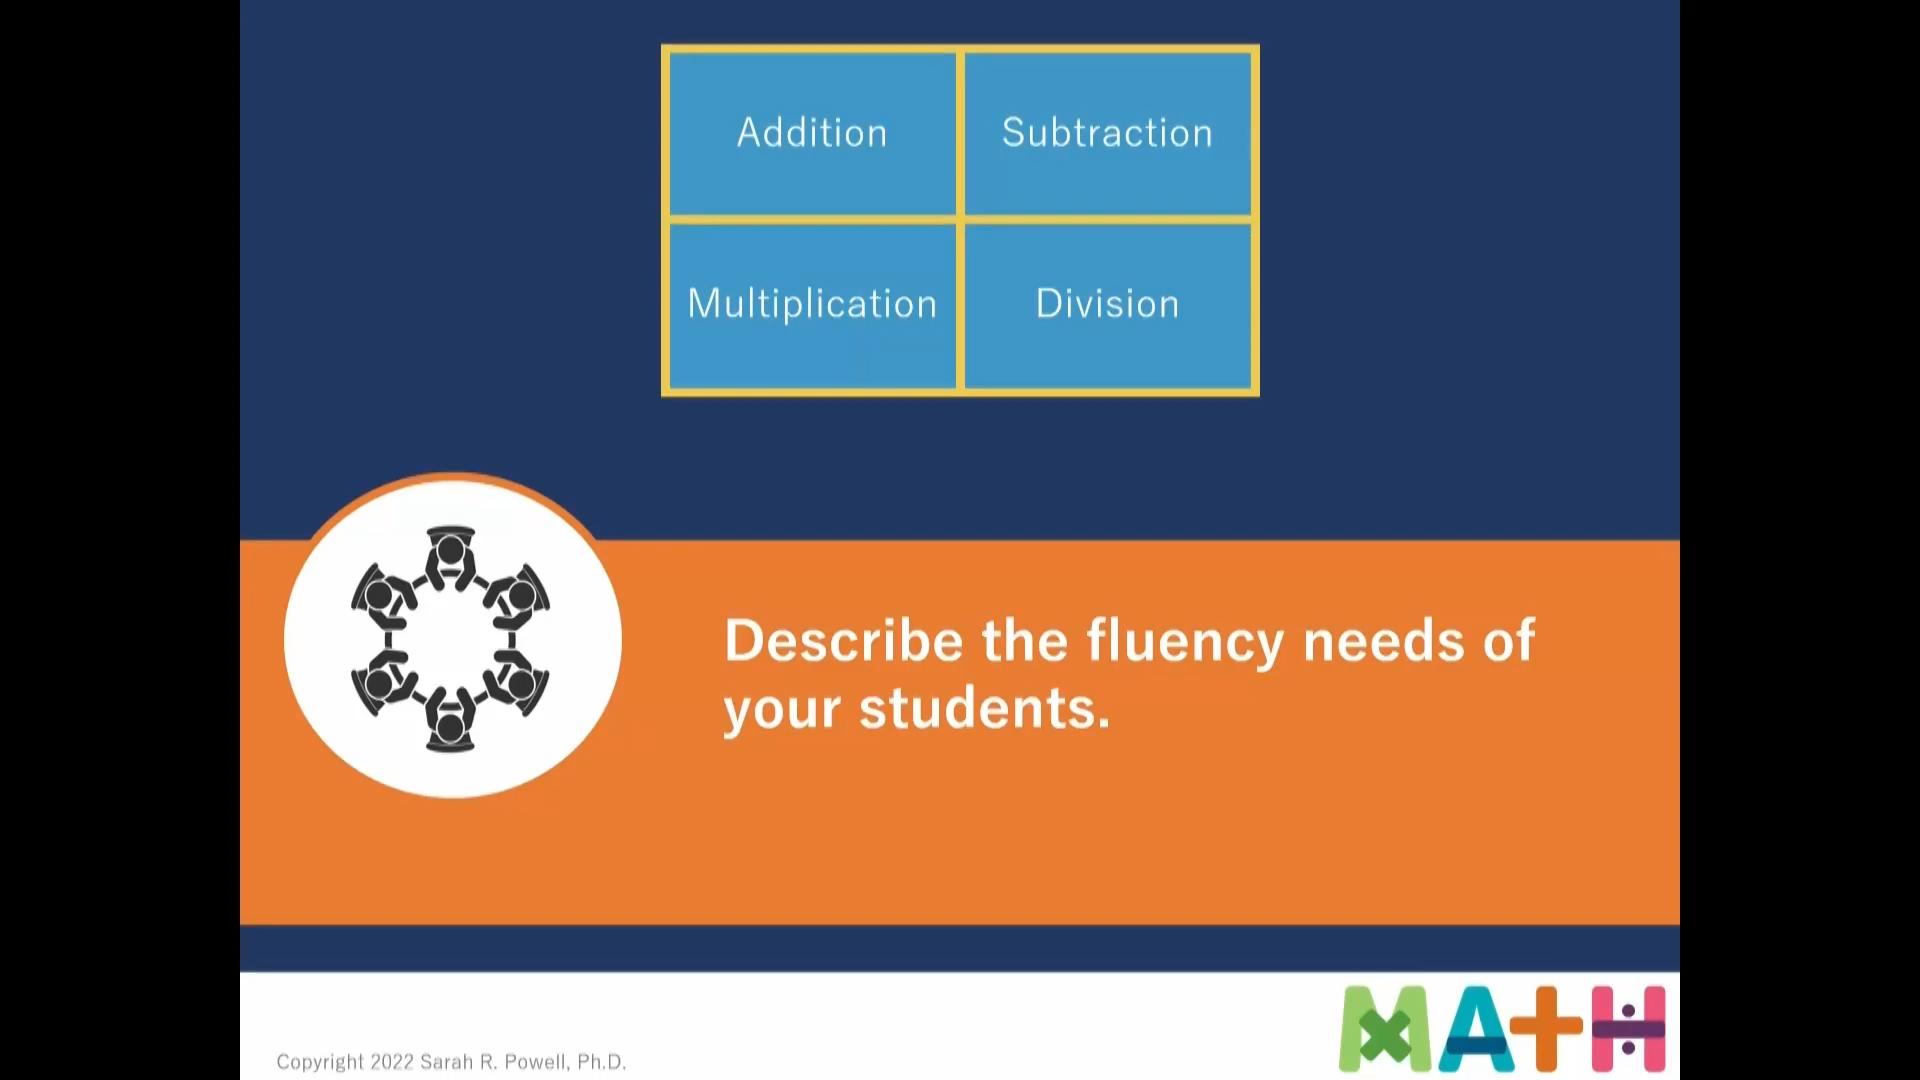 Addition
Subtraction
Multiplication
Division
Describe the fluency needs of
your students.
Copyright 2022 Sarah R. Powell, Ph.D.
MATH